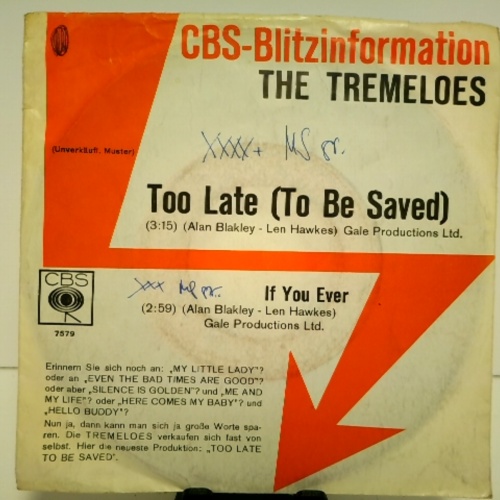 CBS-Blitzinformation
THE TREMELOES
(Unverkäufl. Muster)
XXXX+
Too Late (To Be Saved)
(3:15) (Alan Blakley - Len Hawkes) Gale Productions Ltd.
CBS
7579
XXX
If You Ever
(2:59) (Alan Blakley - Len Hawkes)
Gale Productions Ltd.
Erinnern Sie sich noch an: „MY LITTLE LADY"?
oder an „EVEN THE BAD TIMES ARE GOOD"?
oder aber „SILENCE IS GOLDEN"? und „ME AND
MY LIFE"? oder „HERE COMES MY BABY"? und
„HELLO BUDDY"?
Nun ja, dann kann man sich ja große Worte spa-
ren. Die TREMELOES verkaufen sich fast von
selbst. Hier die neueste Produktion: „TOO LATE
TO BE SAVED".